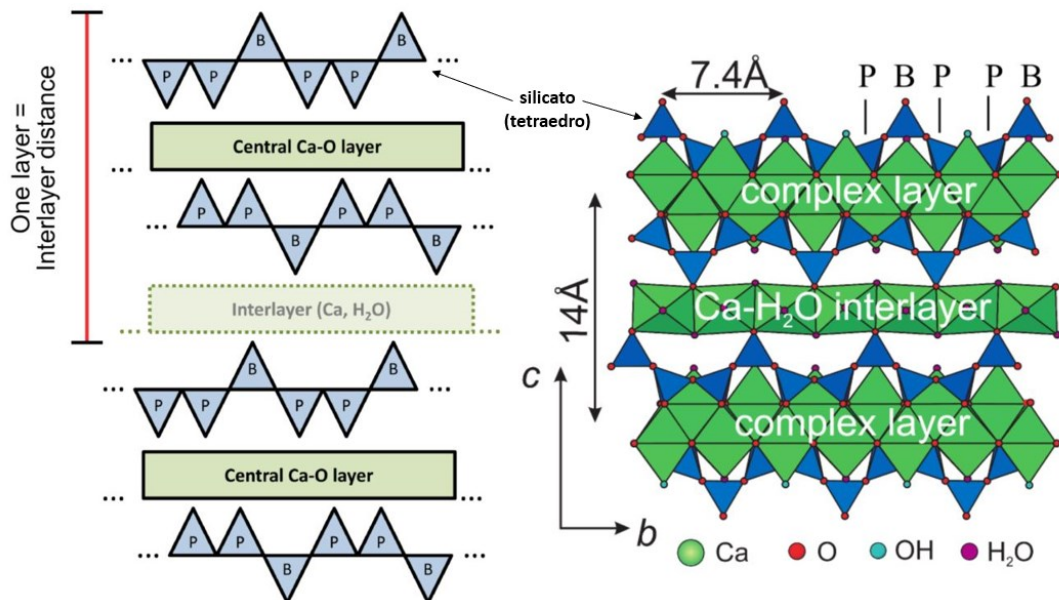 One layer =
Interlayer distance
... B B ...
P P P P
Central Ca-O layer
... ...
P P P P
... B B ...
Interlayer (Ca, H₂O)
... ...
B B
... P P P P ...
Central Ca-O layer
... ...
P P P P
... B B ...
silicato
(tetraedro)
7.4Å
P B P P B
complex layer
14Å
Ca-H₂O interlayer
c
complex layer
b
Ca O OH H₂O